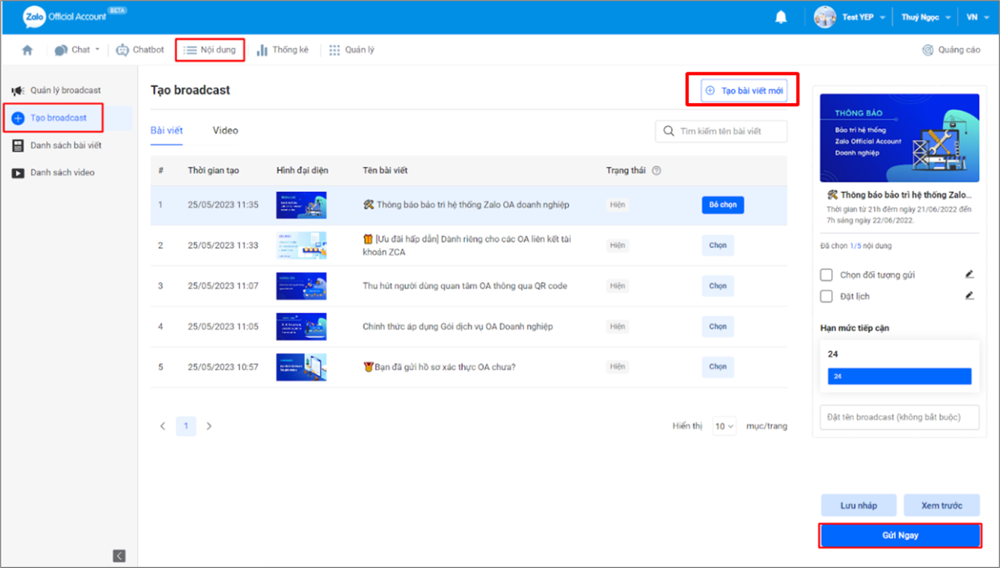 Zalo Official Account BETA
Test YEP
Thuý Ngọc
VN
Chat
Chatbot
Nội dung
Thống kê
Quản lý
Quảng cáo
Quản lý broadcast
Tạo broadcast
Danh sách bài viết
Danh sách video
Tạo broadcast
Tạo bài viết mới
Bài viết
Video
Tìm kiếm tên bài viết
# Thời gian tạo Hình đại diện Tên bài viết Trạng thái
1 25/05/2023 11:35 🛠 Thông báo bảo trì hệ thống Zalo OA doanh nghiệp Hiện Bỏ chọn
2 25/05/2023 11:33 🎁 [Ưu đãi hấp dẫn] Dành riêng cho các OA liên kết tài
khoản ZCA Hiện Chọn
3 25/05/2023 11:07 Thu hút người dùng quan tâm OA thông qua QR code Hiện Chọn
4 25/05/2023 11:05 Chính thức áp dụng Gói dịch vụ OA Doanh nghiệp Hiện Chọn
5 25/05/2023 10:57 🏅Bạn đã gửi hồ sơ xác thực OA chưa? Hiện Chọn
1
Hiển thị 10 mục/trang
THÔNG BÁO
Bảo trì hệ thống
Zalo Official Account
Doanh nghiệp
🛠 Thông báo bảo trì hệ thống Zalo...
Thời gian từ 21h đêm ngày 21/06/2022 đến
7h sáng ngày 22/06/2022.
Đã chọn 1/5 nội dung
Chọn đối tượng gửi
Đặt lịch
Hạn mức tiếp cận
24
24
Đặt tên broadcast (không bắt buộc)
Lưu nháp
Xem trước
Gửi Ngay